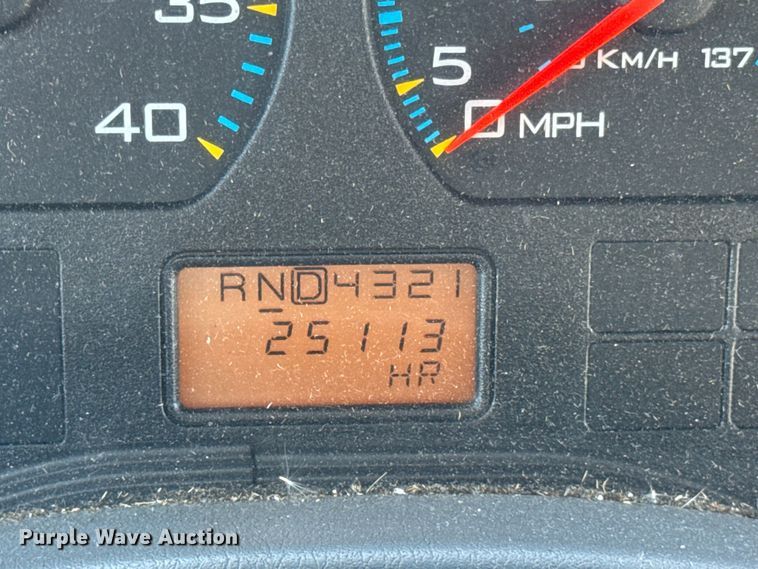 35
40
5
0 MPH
KM/H 137
RND4321
25113
HR
Purple Wave Auction